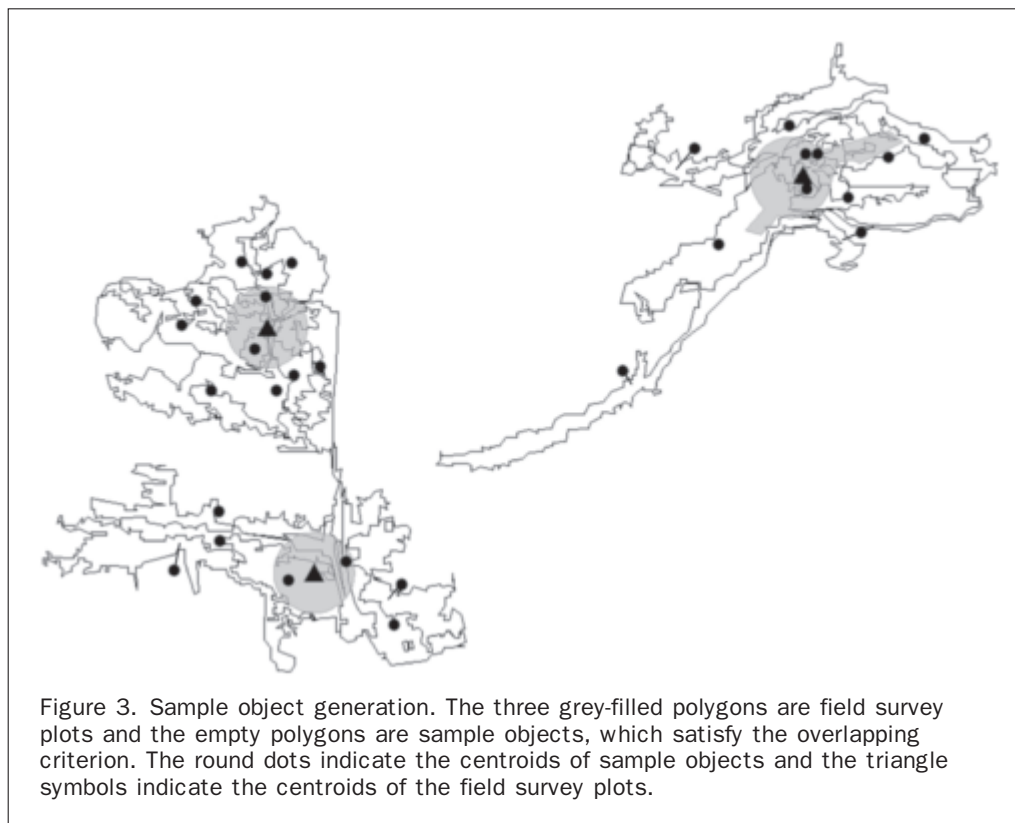 Figure 3. Sample object generation. The three grey-filled polygons are field survey
plots and the empty polygons are sample objects, which satisfy the overlapping
criterion. The round dots indicate the centroids of sample objects and the triangle
symbols indicate the centroids of the field survey plots.